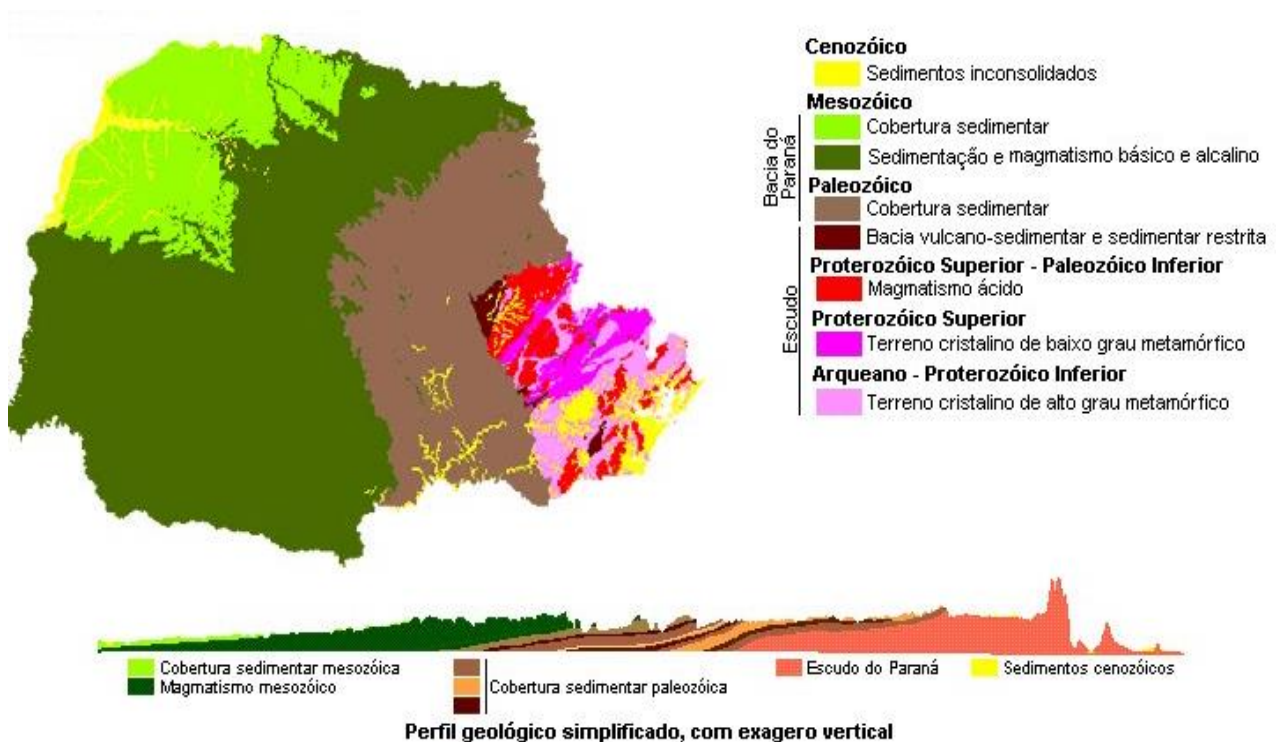 Cenozóico
Sedimentos inconsolidados
Mesozóico
Cobertura sedimentar
Sedimentação e magmatismo básico e alcalino
Bacia do
Paraná
Paleozóico
Cobertura sedimentar
Bacia vulcano-sedimentar e sedimentar restrita
Escudo
Proterozóico Superior - Paleozóico Inferior
Magmatismo ácido
Proterozóico Superior
Terreno cristalino de baixo grau metamórfico
Arqueano - Proterozóico Inferior
Terreno cristalino de alto grau metamórfico
Cobertura sedimentar mesozóica
Magmatismo mesozóico
Cobertura sedimentar paleozóica
Escudo do Paraná
Sedimentos cenozóicos
Perfil geológico simplificado, com exagero vertical